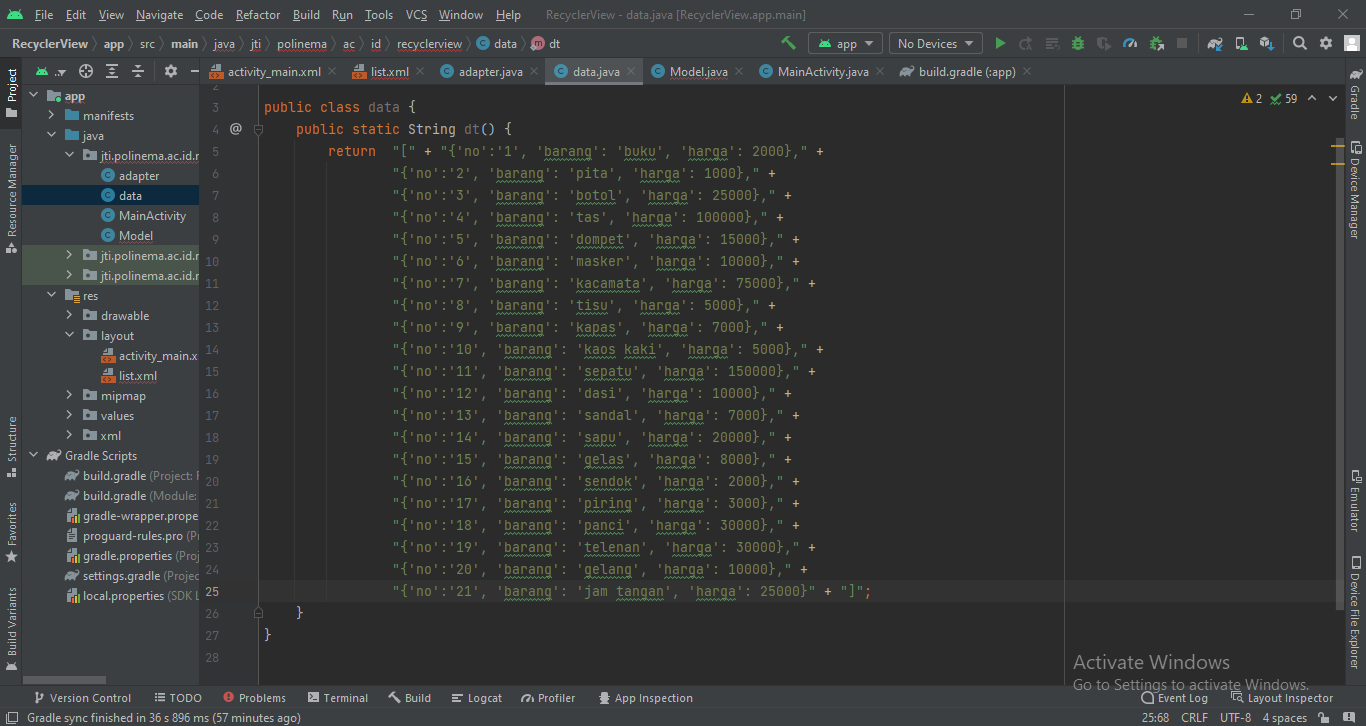 File Edit View Navigate Code Refactor Build Run Tools VCS Window Help RecyclerView - data.java [RecyclerView.app.main]
RecyclerView app src main java jti polinema ac id recyclerview data dt app No Devices
Project
Resource Manager
Structure
Favorites
Build Variants
app
manifests
java
jti.polinema.ac.id.r
adapter
data
MainActivity
Model
jti.polinema.ac.id.r
jti.polinema.ac.id.r
res
drawable
layout
activity_main.x
list.xml
mipmap
values
xml
Gradle Scripts
build.gradle (Project: R
build.gradle (Module:
gradle-wrapper.prope
proguard-rules.pro (Pr
gradle.properties (Proj
settings.gradle (Projec
local.properties (SDK L
activity_main.xml list.xml adapter.java data.java Model.java MainActivity.java build.gradle (:app)
2 59
2
3 public class data {
4 @ public static String dt() {
5 return "[" + "{'no':'1', 'barang': 'buku', 'harga': 2000}," +
6 "{'no':'2', 'barang': 'pita', 'harga': 1000}," +
7 "{'no':'3', 'barang': 'botol', 'harga': 25000}," +
8 "{'no':'4', 'barang': 'tas', 'harga': 100000}," +
9 "{'no':'5', 'barang': 'dompet', 'harga': 15000}," +
10 "{'no':'6', 'barang': 'masker', 'harga': 10000}," +
11 "{'no':'7', 'barang': 'kacamata', 'harga': 75000}," +
12 "{'no':'8', 'barang': 'tisu', 'harga': 5000}," +
13 "{'no':'9', 'barang': 'kapas', 'harga': 7000}," +
14 "{'no':'10', 'barang': 'kaos kaki', 'harga': 5000}," +
15 "{'no':'11', 'barang': 'sepatu', 'harga': 150000}," +
16 "{'no':'12', 'barang': 'dasi', 'harga': 10000}," +
17 "{'no':'13', 'barang': 'sandal', 'harga': 7000}," +
18 "{'no':'14', 'barang': 'sapu', 'harga': 20000}," +
19 "{'no':'15', 'barang': 'gelas', 'harga': 8000}," +
20 "{'no':'16', 'barang': 'sendok', 'harga': 2000}," +
21 "{'no':'17', 'barang': 'piring', 'harga': 3000}," +
22 "{'no':'18', 'barang': 'panci', 'harga': 30000}," +
23 "{'no':'19', 'barang': 'telenan', 'harga': 30000}," +
24 "{'no':'20', 'barang': 'gelang', 'harga': 10000}," +
25 "{'no':'21', 'barang': 'jam tangan', 'harga': 25000}" + "]";
26 }
27 }
28
Gradle
Device Manager
Emulator
Device File Explorer
Activate Windows
Go to Settings to activate Windows.
Version Control TODO Problems Terminal Build Logcat Profiler App Inspection Event Log Layout Inspector
Gradle sync finished in 36 s 896 ms (57 minutes ago) 25:68 CRLF UTF-8 4 spaces